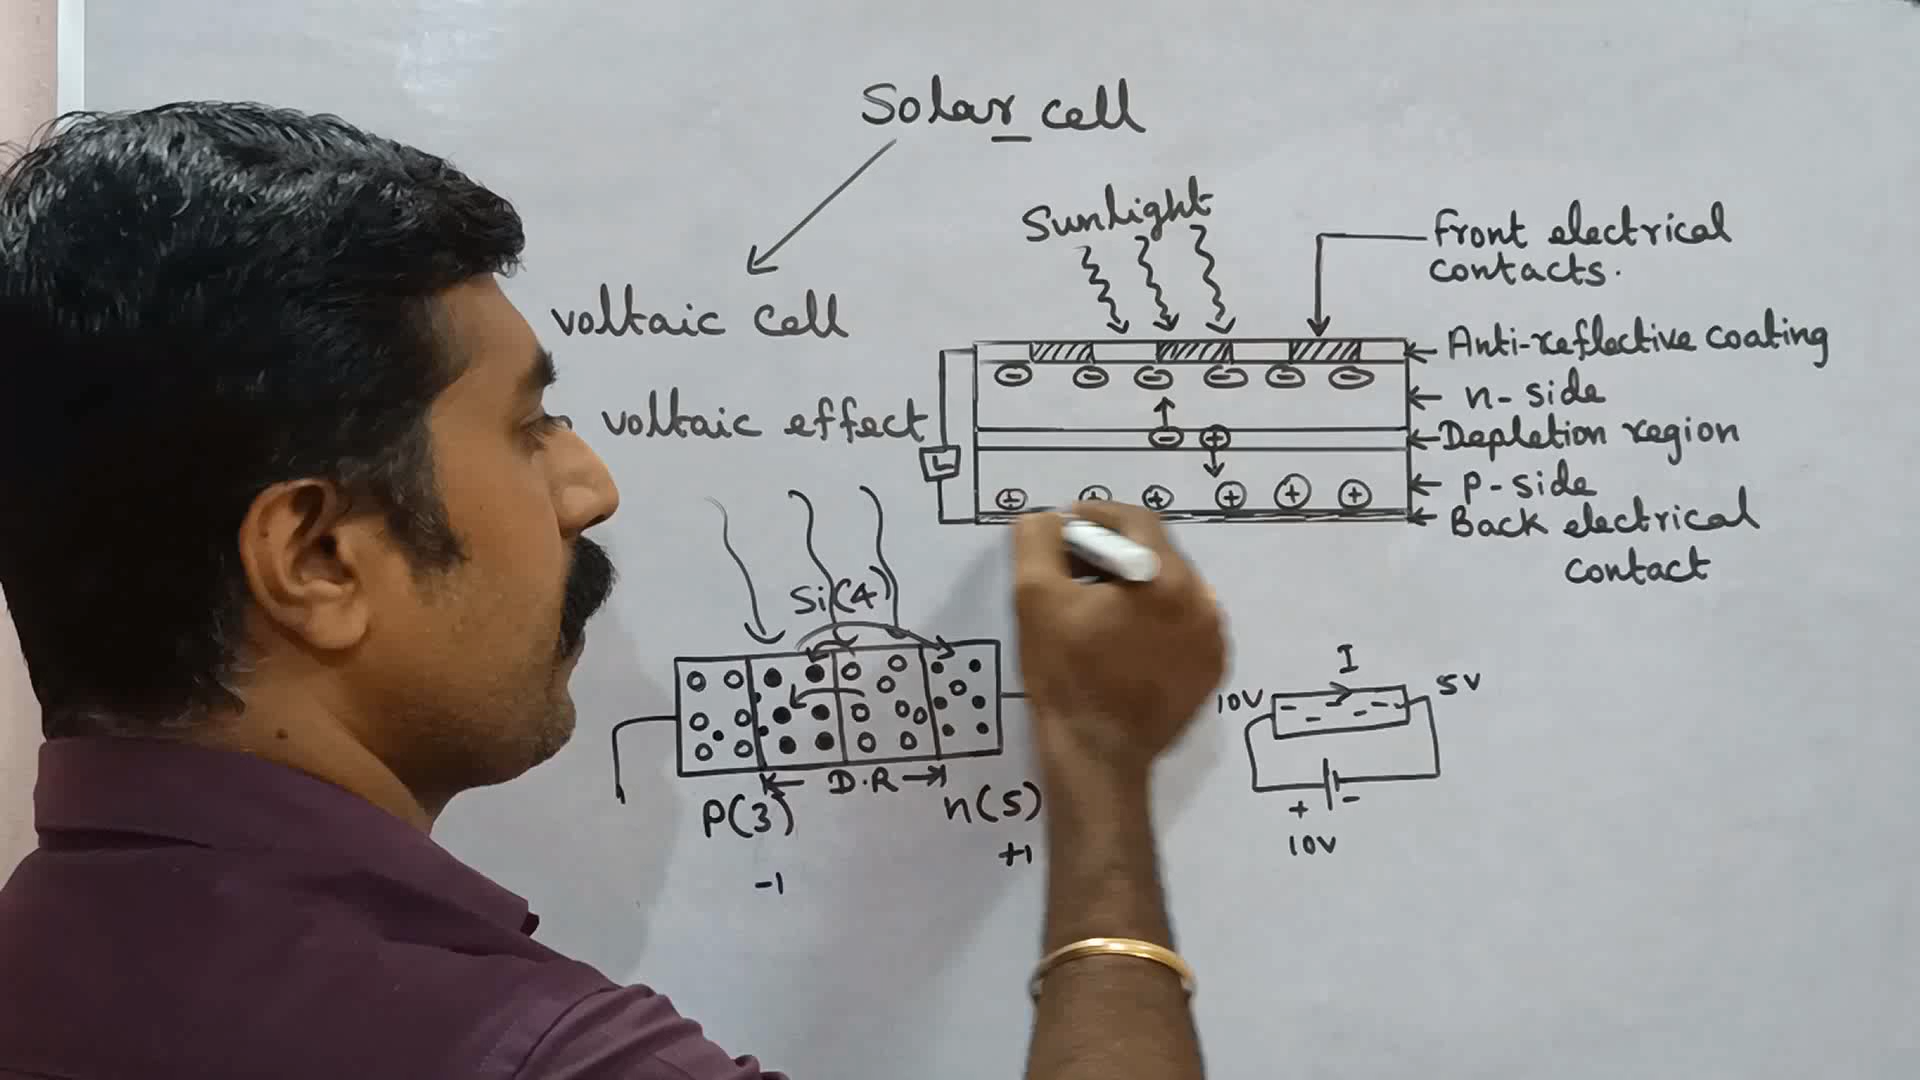 Solar cell
Sunlight
Front electrical
contacts.
voltaic cell
Anti-reflective coating
n-side
voltaic effect
Depletion region
L
p-side
Back electrical
contact
Si(4)
I
10V
5V
D.R
P(3)
n(5)
+ -
10V
-1
+1